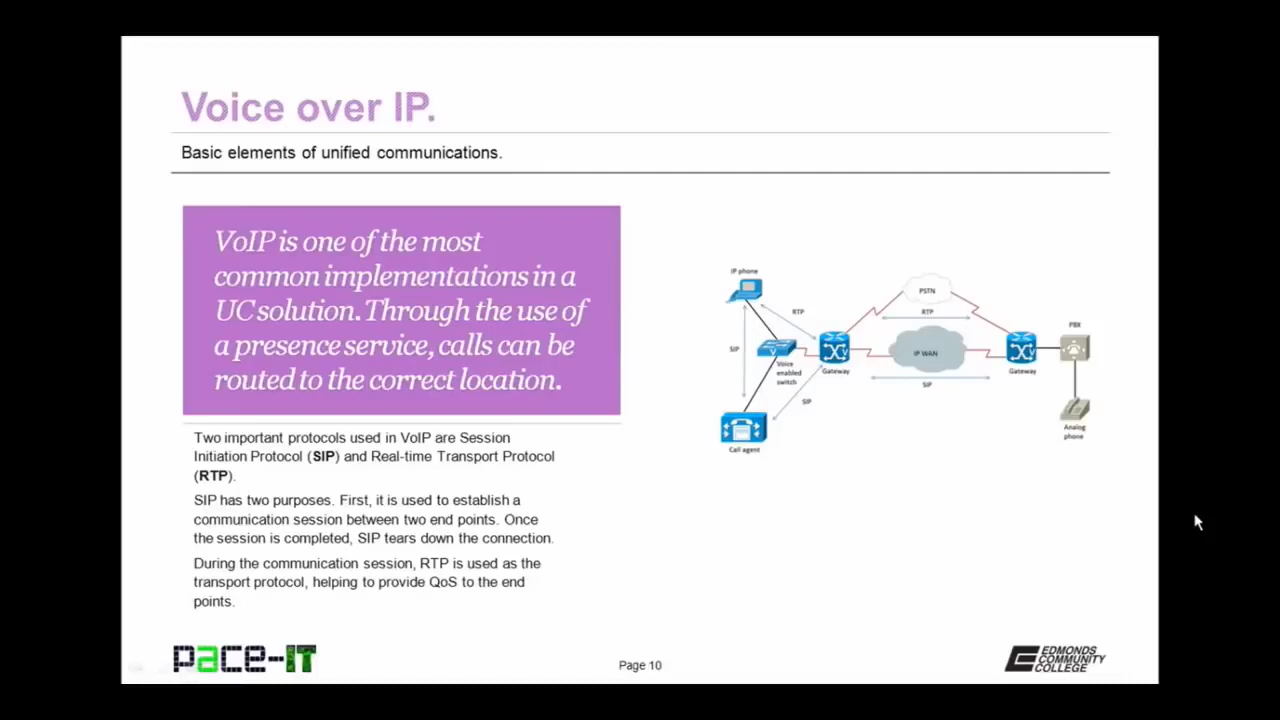 Voice over IP.
Basic elements of unified communications.
VoIP is one of the most
common implementations in a
UC solution. Through the use of
a presence service, calls can be
routed to the correct location.
Two important protocols used in VoIP are Session
Initiation Protocol (SIP) and Real-time Transport Protocol
(RTP).
SIP has two purposes. First, it is used to establish a
communication session between two end points. Once
the session is completed, SIP tears down the connection.
During the communication session, RTP is used as the
transport protocol, helping to provide QoS to the end
points.
IP phone
RTP
SIP
Voice
enabled
switch
Gateway
SIP
Call agent
PSTN
RTP
IP WAN
SIP
Gateway
PBX
Analog
phone
pace-IT
Page 10
EDMONDS
COMMUNITY
COLLEGE